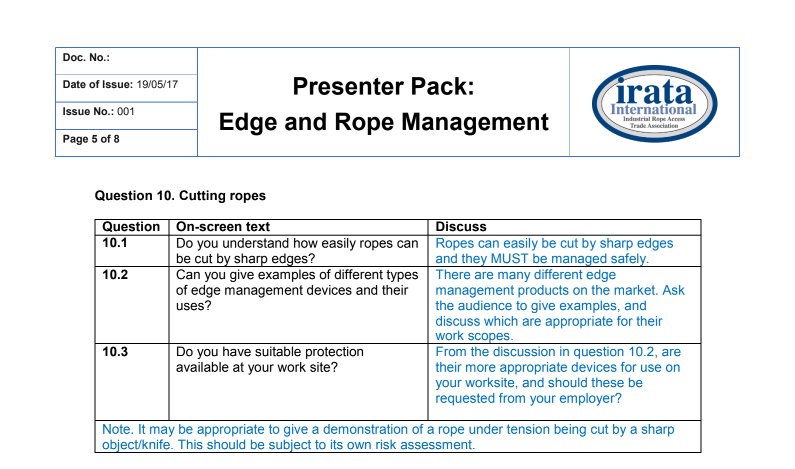 Doc. No.:
Date of Issue: 19/05/17
Issue No.: 001
Page 5 of 8
Presenter Pack:
Edge and Rope Management
irata
International
Industrial Rope Access
Trade Association
Question 10. Cutting ropes
Question On-screen text Discuss
10.1 Do you understand how easily ropes can Ropes can easily be cut by sharp edges
be cut by sharp edges? and they MUST be managed safely.
10.2 Can you give examples of different types There are many different edge
of edge management devices and their management products on the market. Ask
uses? the audience to give examples, and
discuss which are appropriate for their
work scopes.
10.3 Do you have suitable protection From the discussion in question 10.2, are
available at your work site? their more appropriate devices for use on
your worksite, and should these be
requested from your employer?
Note. It may be appropriate to give a demonstration of a rope under tension being cut by a sharp
object/knife. This should be subject to its own risk assessment.